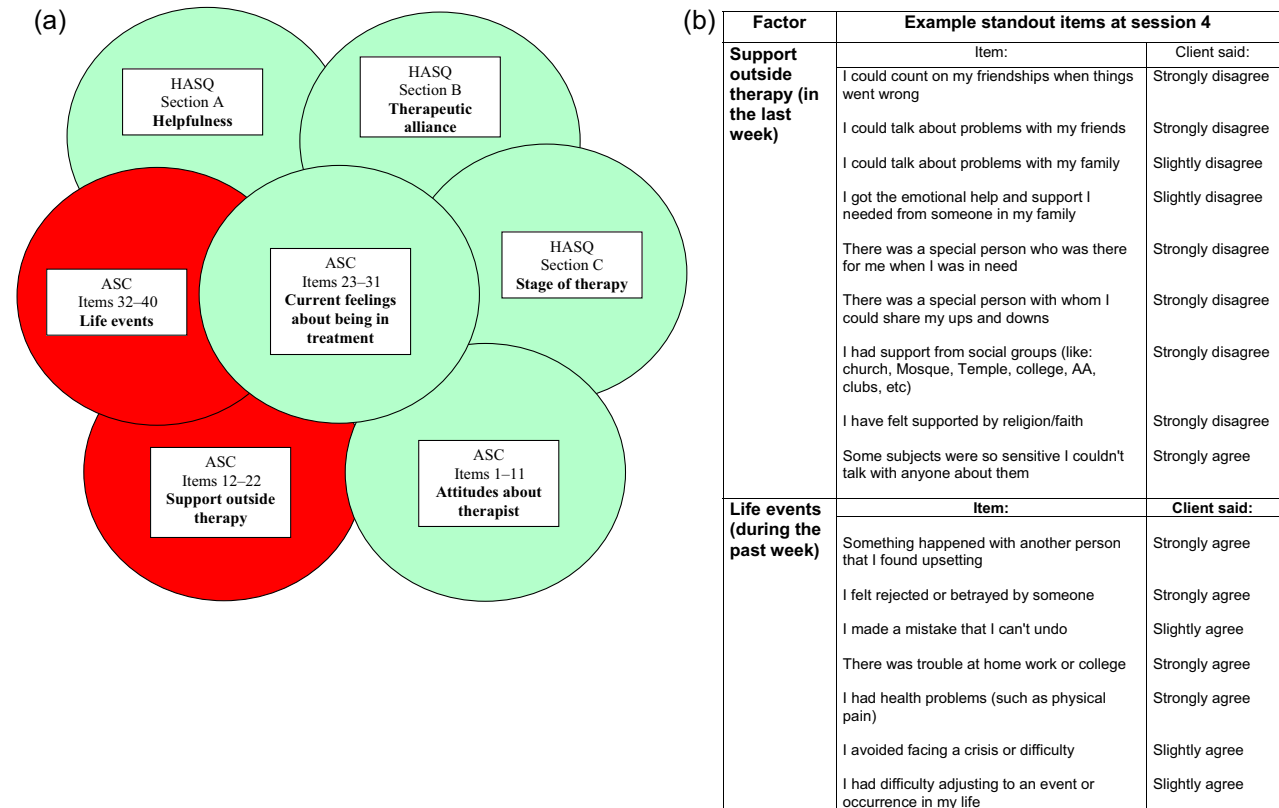 (a)
HASQ
Section A
Helpfulness
HASQ
Section B
Therapeutic
alliance
ASC
Items 32–40
Life events
ASC
Items 23–31
Current feelings
about being in
treatment
HASQ
Section C
Stage of therapy
ASC
Items 12–22
Support outside
therapy
ASC
Items 1–11
Attitudes about
therapist
(b)
Factor
Example standout items at session 4
Support
outside
therapy (in
the last
week)
Item:
Client said:
I could count on my friendships when things
went wrong
Strongly disagree
I could talk about problems with my friends
Strongly disagree
I could talk about problems with my family
Slightly disagree
I got the emotional help and support I
needed from someone in my family
Slightly disagree
There was a special person who was there
for me when I was in need
Strongly disagree
There was a special person with whom I
could share my ups and downs
Strongly disagree
I had support from social groups (like:
church, Mosque, Temple, college, AA,
clubs, etc)
Strongly disagree
I have felt supported by religion/faith
Strongly disagree
Some subjects were so sensitive I couldn't
talk with anyone about them
Strongly agree
Life events
(during the
past week)
Item:
Client said:
Something happened with another person
that I found upsetting
Strongly agree
I felt rejected or betrayed by someone
Strongly agree
I made a mistake that I can't undo
Slightly agree
There was trouble at home work or college
Strongly agree
I had health problems (such as physical
pain)
Strongly agree
I avoided facing a crisis or difficulty
Slightly agree
I had difficulty adjusting to an event or
occurrence in my life
Slightly agree